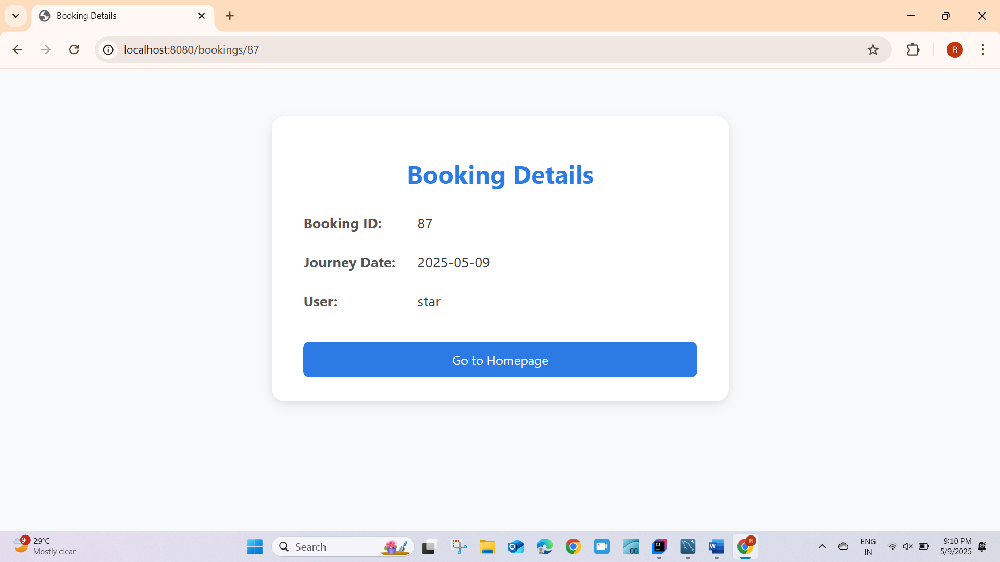 Booking Details
localhost:8080/bookings/87
R
Booking Details
Booking ID: 87
Journey Date: 2025-05-09
User: star
Go to Homepage
9+
29°C
Mostly clear
Search
ENG
IN
9:10 PM
5/9/2025